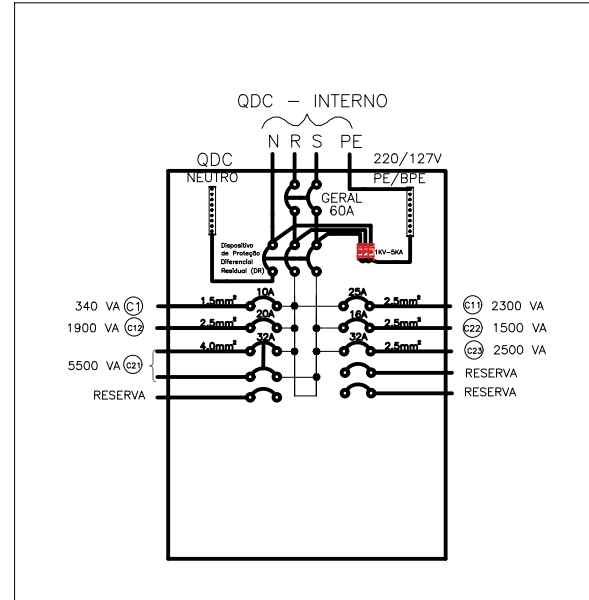 QDC - INTERNO
N R S PE
QDC
NEUTRO
220/127V
PE/BPE
GERAL
60A
Dispositivo
de Proteção
Diferencial
Residual (DR)
1KV-5KA
340 VA C1 1.5mm² 10A 25A 2.5mm² C11 2300 VA
1900 VA C12 2.5mm² 20A 16A 2.5mm² C22 1500 VA
4.0mm² 32A 32A 2.5mm² C23 2500 VA
5500 VA C21 RESERVA
RESERVA RESERVA